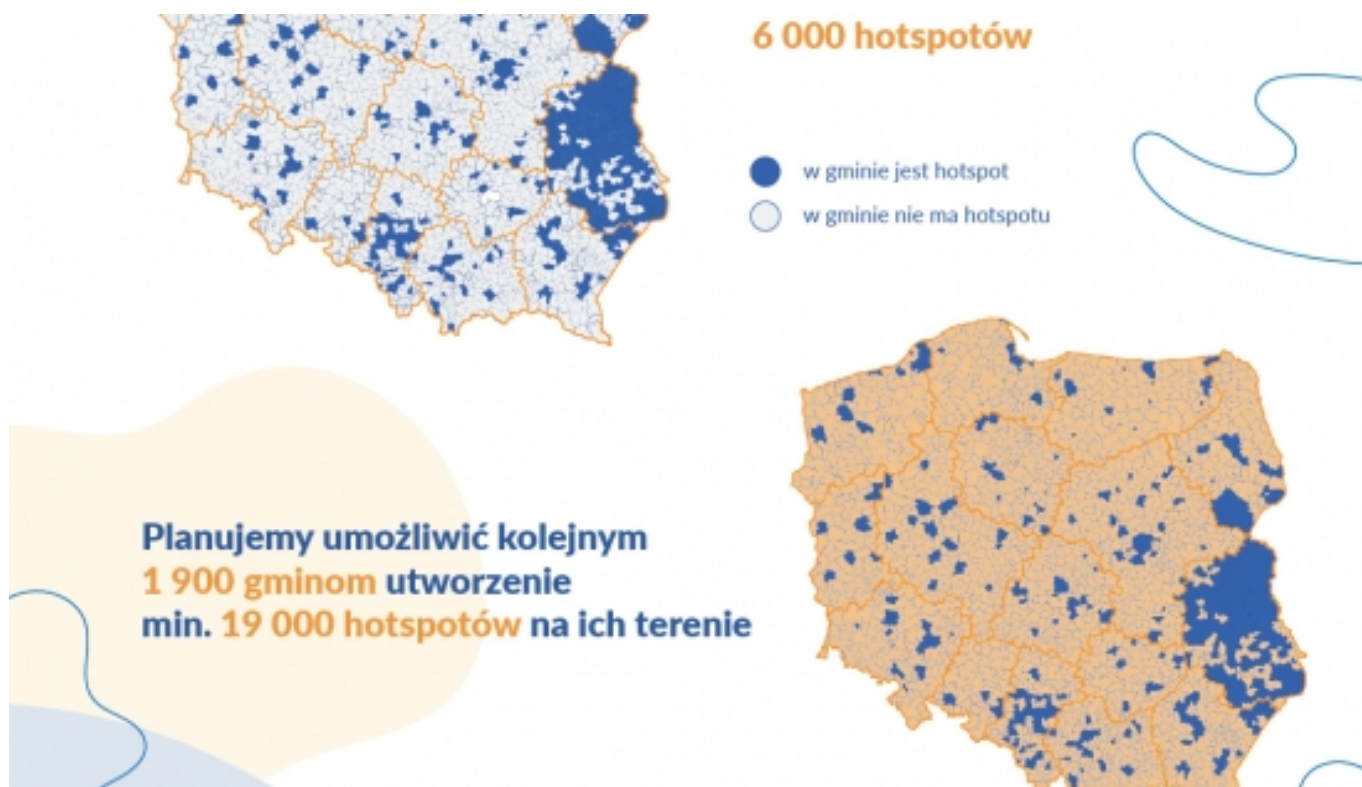 6 000 hotspotów
w gminie jest hotspot
w gminie nie ma hotspotu
Planujemy umożliwić kolejnym
1 900 gminom utworzenie
min. 19 000 hotspotów na ich terenie